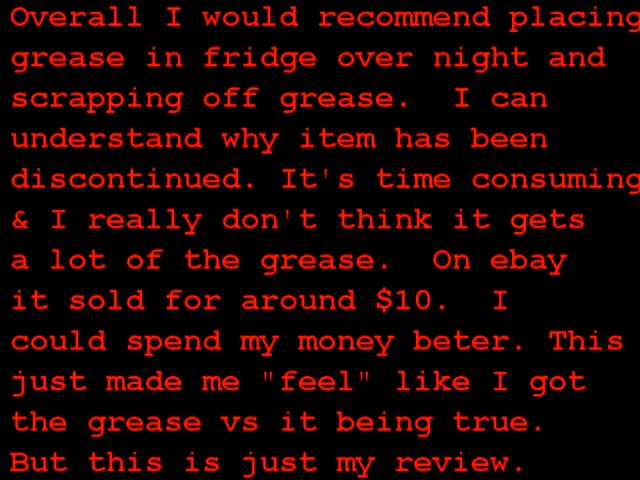 Overall I would recommend placing
grease in fridge over night and
scrapping off grease.  I can
understand why item has been
discontinued. It's time consuming
& I really don't think it gets
a lot of the grease.  On ebay
it sold for around $10.  I
could spend my money beter. This
just made me "feel" like I got
the grease vs it being true.
But this is just my review.